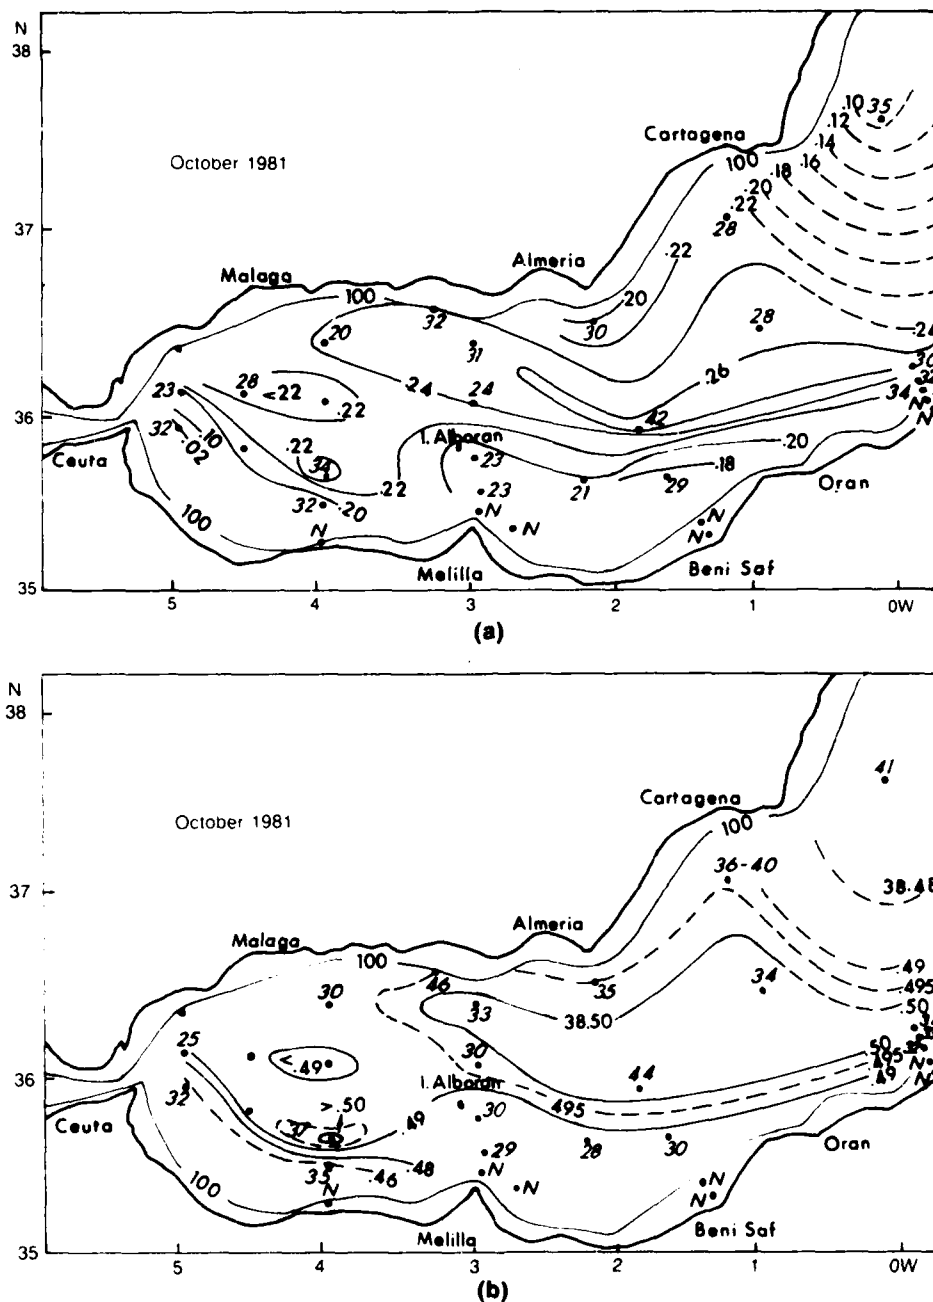 N
38
37
36
35
October 1981
Cartagena
Almeria
Malaga
Ceuta
I. Alboran
Melilla
Beni Saf
Oran
100
100
100
.10
35
.12
.14
.16
.18
.20
.22
28
.22
.20
30
32
20
31
28
.24
.26
30
34
23
28
<.22
.22
.24
24
42
32
.10
.02
.22
34
.22
23
.20
.18
21
29
32
.20
23
N
N
N
N
N
N
N
5
4
3
2
1
0W
(a)
N
38
37
36
35
October 1981
Cartagena
Almeria
Malaga
Ceuta
I. Alboran
Melilla
Beni Saf
Oran
100
100
100
41
36-40
38.48
.49
.495
.50
46
35
34
30
33
38.50
25
<.49
30
44
.50
.495
.49
32
>.50
37
.49
30
.495
35
.48
.46
29
28
30
N
N
N
N
N
N
N
5
4
3
2
1
0W
(b)